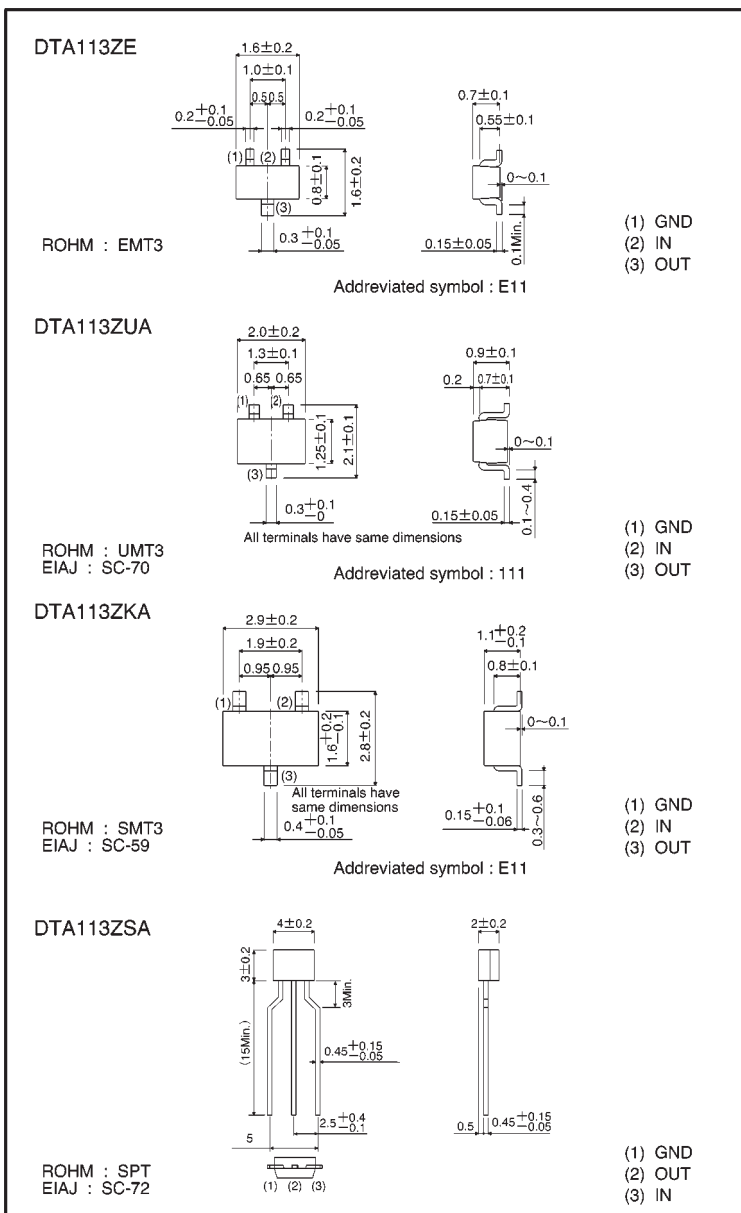 DTA113ZE
1.6±0.2
1.0±0.1
0.5 0.5
0.2+0.1−0.05
0.2+0.1−0.05
(1) (2)
(3)
0.8±0.1
1.6±0.2
0.3+0.1−0.05
0.7±0.1
0.55±0.1
0~0.1
0.15±0.05
0.1Min.
ROHM : EMT3
(1) GND
(2) IN
(3) OUT
Addreviated symbol : E11
DTA113ZUA
2.0±0.2
1.3±0.1
0.65 0.65
(1) (2)
(3)
1.25±0.1
2.1±0.1
0.3+0.1−0
All terminals have same dimensions
0.9±0.1
0.2 0.7±0.1
0~0.1
0.15±0.05
0.1~0.4
ROHM : UMT3
EIAJ : SC-70
(1) GND
(2) IN
(3) OUT
Addreviated symbol : 111
DTA113ZKA
2.9±0.2
1.9±0.2
0.95 0.95
(1) (2)
(3)
1.6+0.2−0.1
2.8±0.2
All terminals have
same dimensions
0.4+0.1−0.05
1.1+0.2−0.1
0.8±0.1
0~0.1
0.15+0.1−0.06
0.3~0.6
ROHM : SMT3
EIAJ : SC-59
(1) GND
(2) IN
(3) OUT
Addreviated symbol : E11
DTA113ZSA
4±0.2
3±0.2
3Min.
(15Min.)
0.45+0.15−0.05
2.5+0.4−0.1
5
(1) (2) (3)
2±0.2
0.5
0.45+0.15−0.05
ROHM : SPT
EIAJ : SC-72
(1) GND
(2) OUT
(3) IN